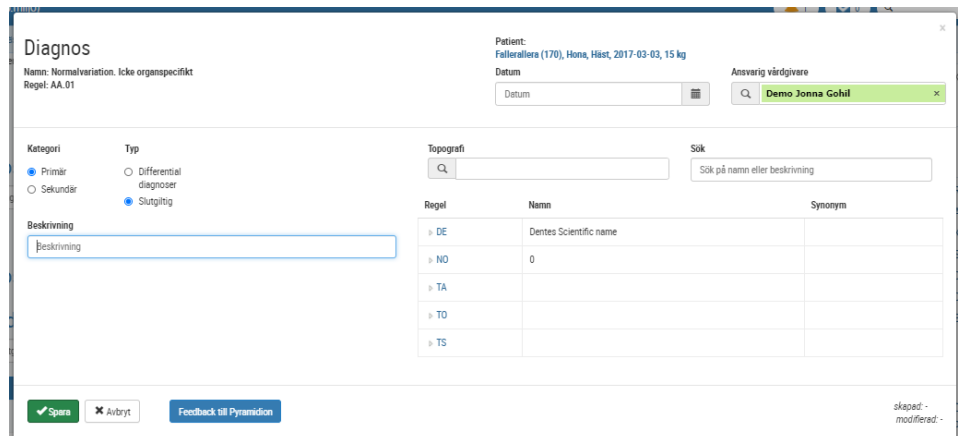 Diagnos
Namn: Normalvariation. Icke organspecifikt
Regel: AA.01
Patient:
Fallerallera (170), Hona, Häst, 2017-03-03, 15 kg
Datum
Datum
Ansvarig vårdgivare
Demo Jonna Gohil ×
×
Kategori
Primär
Sekundär
Typ
Differential
diagnoser
Slutgiltig
Beskrivning
Beskrivning
Topografi
Sök
Sök på namn eller beskrivning
Regel Namn Synonym
DE Dentes Scientific name
NO 0
TA
TO
TS
Spara
Avbryt
Feedback till Pyramidion
skapad: -
modifierad: -